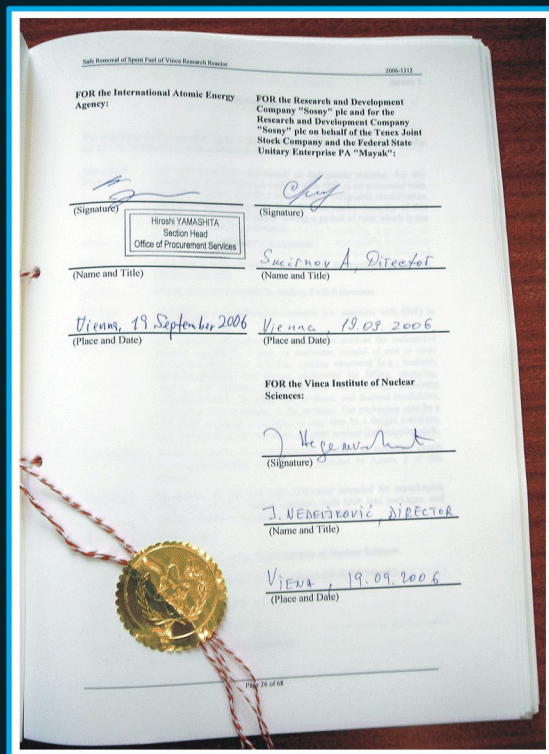 Safe Removal of Spent Fuel of Vinca Research Reactor
2006-1312
FOR the International Atomic Energy
Agency:
(Signature)
Hiroshi YAMASHITA
Section Head
Office of Procurement Services
(Name and Title)
Vienna, 19 September 2006
(Place and Date)
FOR the Research and Development
Company "Sosny" plc and for the
Research and Development Company
"Sosny" plc on behalf of the Tenex Joint
Stock Company and the Federal State
Unitary Enterprise PA "Mayak":
(Signature)
Smirnov A, Director
(Name and Title)
Vienna, 19.09.2006
(Place and Date)
FOR the Vinca Institute of Nuclear
Sciences:
(Signature)
J. NEDELJKOVIĆ, DIRECTOR
(Name and Title)
VIENA, 19.09.2006
(Place and Date)
Page 26 of 68